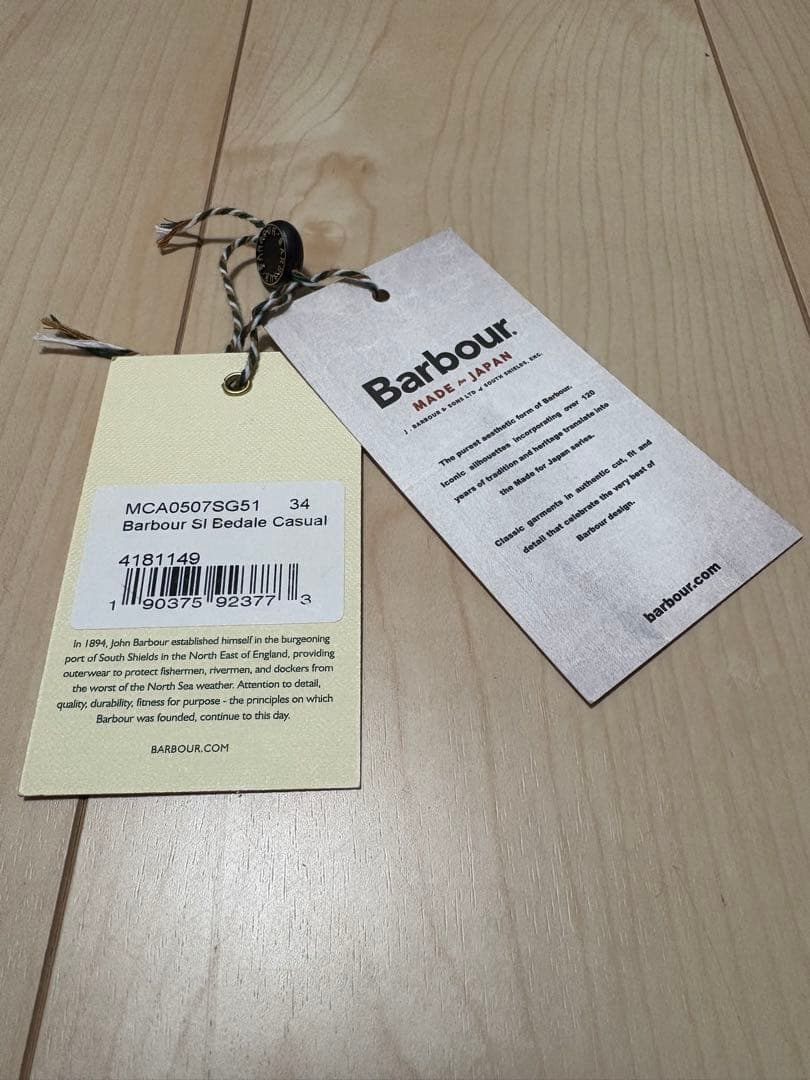 MCA0507SG51 34
Barbour SI Bedale Casual
4181149
1 90375 92377 3
In 1894, John Barbour established himself in the burgeoning
port of South Shields in the North East of England, providing
outerwear to protect fishermen, rivermen, and dockers from
the worst of the North Sea weather. Attention to detail,
quality, durability, fitness for purpose - the principles on which
Barbour was founded, continue to this day.
BARBOUR.COM
Barbour.
MADE for JAPAN
J. BARBOUR & SONS LTD of SOUTH SHIELDS, ENG.
The purest aesthetic form of Barbour.
Iconic silhouettes incorporating over 120
years of tradition and heritage translate into
the Made for Japan series.
Classic garments in authentic cut, fit and
detail that celebrate the very best of
Barbour design.
barbour.com